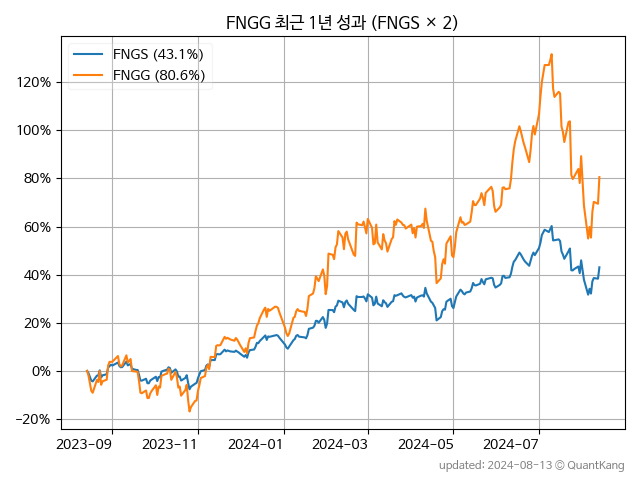 FNGG 최근 1년 성과 (FNGS × 2)
FNGS (43.1%)
FNGG (80.6%)
120%
100%
80%
60%
40%
20%
0%
−20%
2023-09 2023-11 2024-01 2024-03 2024-05 2024-07
updated: 2024-08-13 © QuantKang